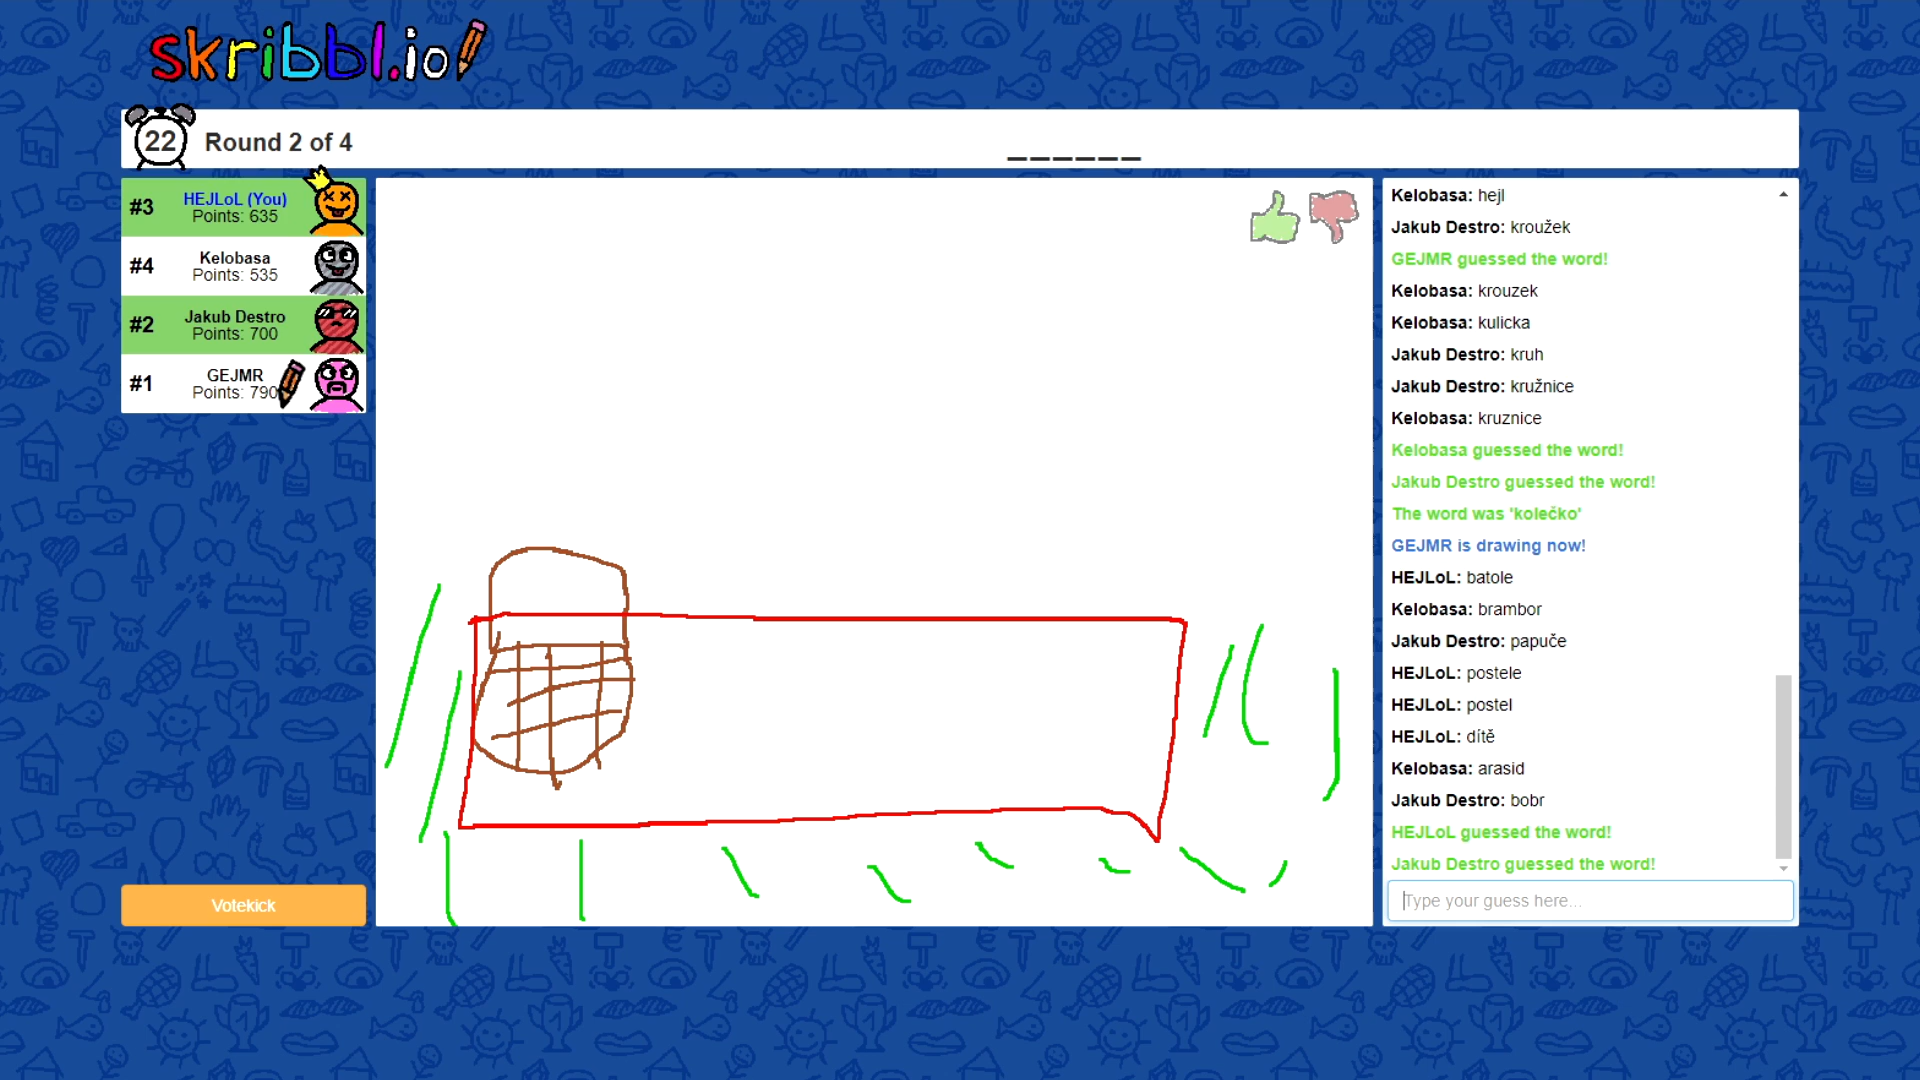 skribbl.io
22
Round 2 of 4
______
#3
HEJLoL (You)
Points: 635
#4
Kelobasa
Points: 535
#2
Jakub Destro
Points: 700
#1
GEJMR
Points: 790
Votekick
Kelobasa: hejl
Jakub Destro: kroužek
GEJMR guessed the word!
Kelobasa: krouzek
Kelobasa: kulicka
Jakub Destro: kruh
Jakub Destro: kružnice
Kelobasa: kruznice
Kelobasa guessed the word!
Jakub Destro guessed the word!
The word was 'kolečko'
GEJMR is drawing now!
HEJLoL: batole
Kelobasa: brambor
Jakub Destro: papuče
HEJLoL: postele
HEJLoL: postel
HEJLoL: dítě
Kelobasa: arasid
Jakub Destro: bobr
HEJLoL guessed the word!
Jakub Destro guessed the word!
Type your guess here...